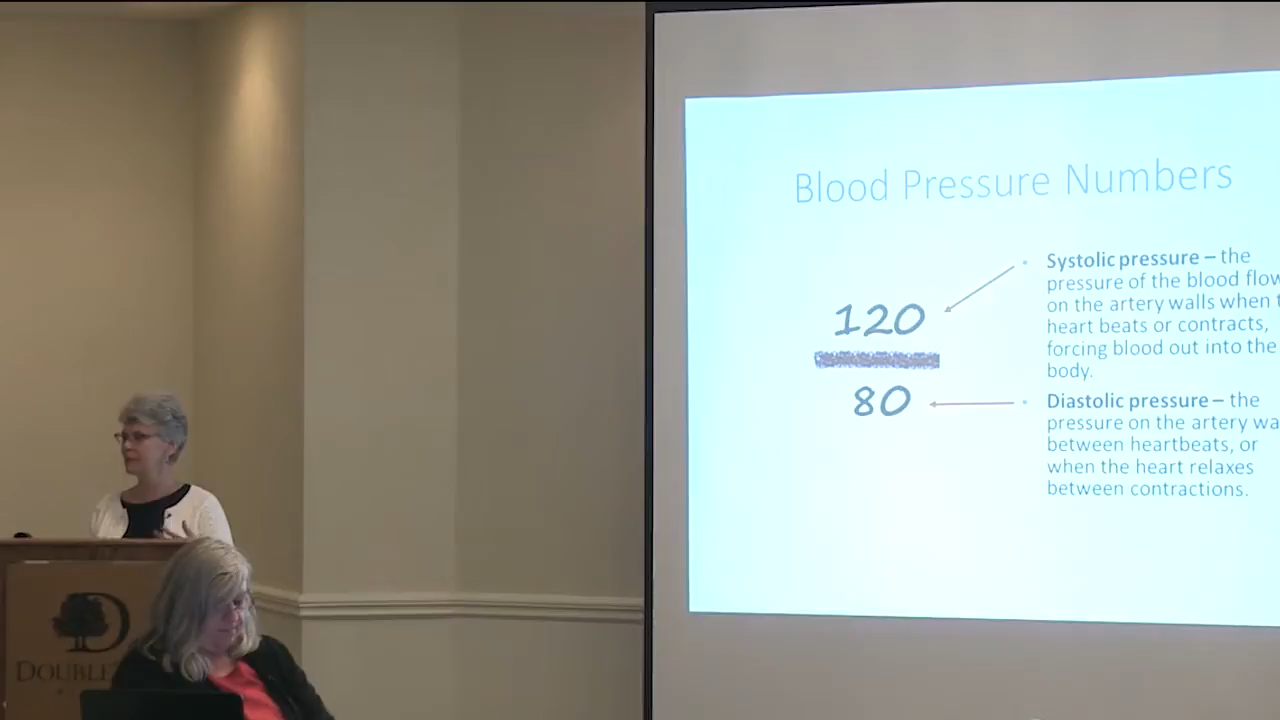 Blood Pressure Numbers
120
80
Systolic pressure – the
pressure of the blood flow
on the artery walls when
heart beats or contracts,
forcing blood out into the
body.
Diastolic pressure – the
pressure on the artery
between heartbeats, or
when the heart relaxes
between contractions.
D